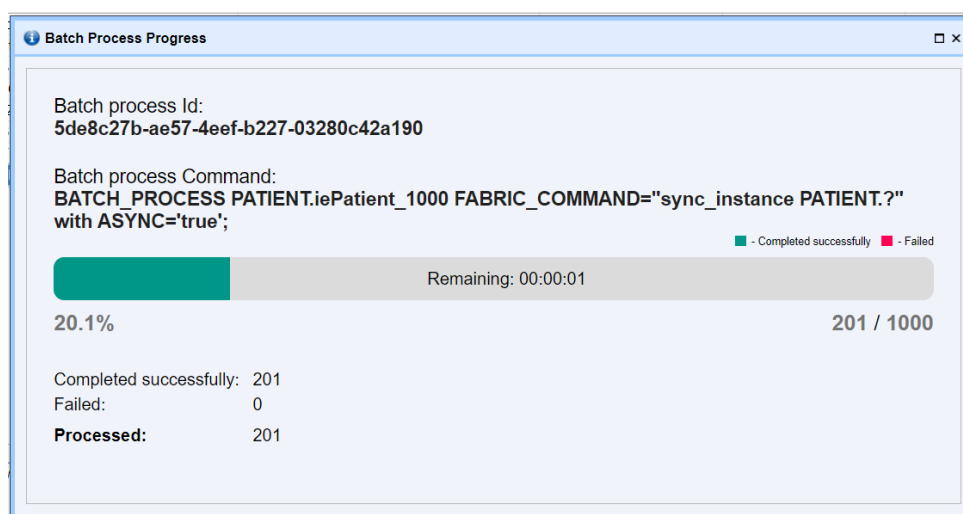 Batch Process Progress
Batch process Id:
5de8c27b-ae57-4eef-b227-03280c42a190
Batch process Command:
BATCH_PROCESS PATIENT.iePatient_1000 FABRIC_COMMAND="sync_instance PATIENT.?"
with ASYNC='true';
- Completed successfully - Failed
Remaining: 00:00:01
20.1% 201 / 1000
Completed successfully: 201
Failed: 0
Processed: 201